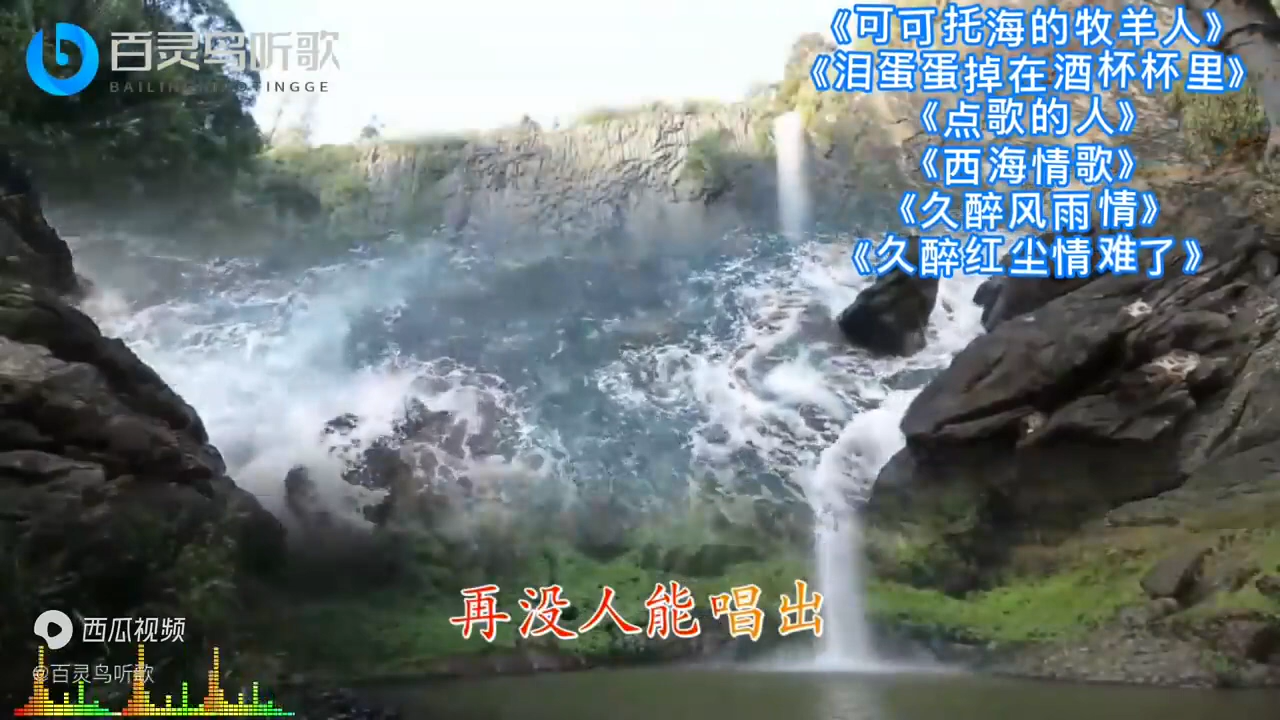 百灵鸟听歌
BAILINGNIAOTINGGE
《可可托海的牧羊人》
《泪蛋蛋掉在酒杯杯里》
《点歌的人》
《西海情歌》
《久醉风雨情》
《久醉红尘情难了》
再没人能唱出
西瓜视频
@百灵鸟听歌